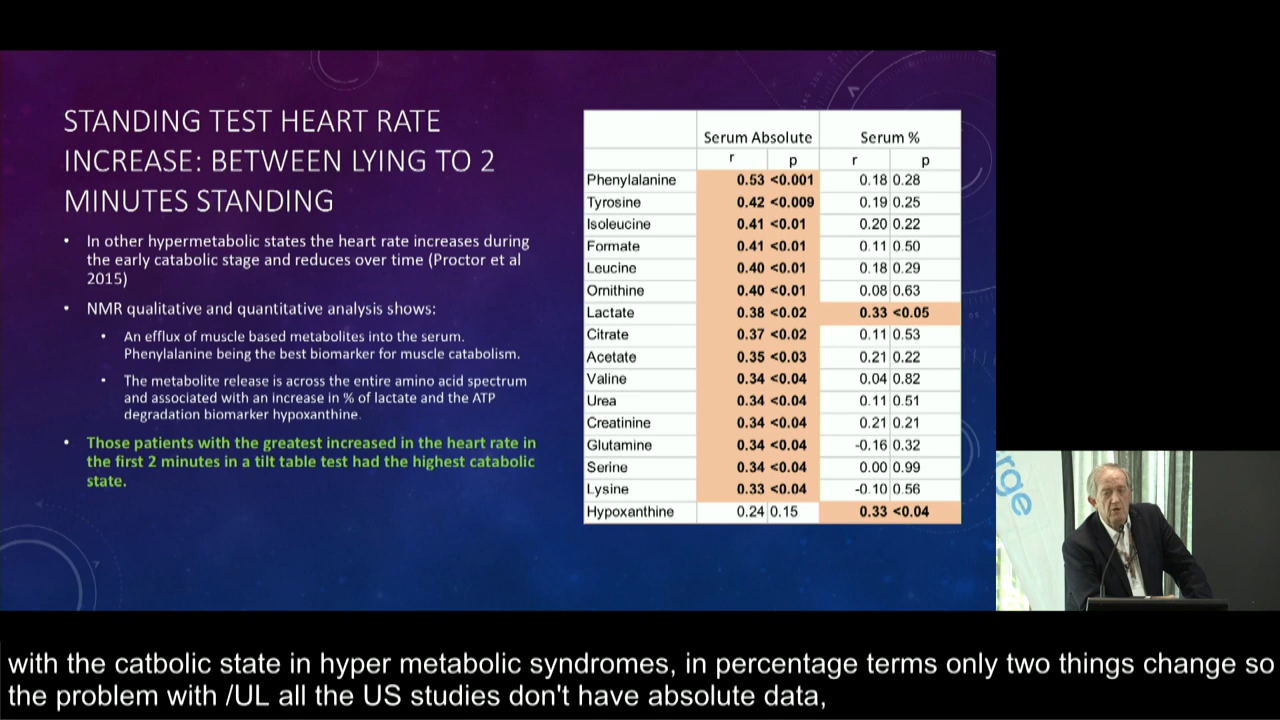 STANDING TEST HEART RATE
INCREASE: BETWEEN LYING TO 2
MINUTES STANDING
• In other hypermetabolic states the heart rate increases during
the early catabolic stage and reduces over time (Proctor et al
2015)
• NMR qualitative and quantitative analysis shows:
• An efflux of muscle based metabolites into the serum.
Phenylalanine being the best biomarker for muscle catabolism.
• The metabolite release is across the entire amino acid spectrum
and associated with an increase in % of lactate and the ATP
degradation biomarker hypoxanthine.
• Those patients with the greatest increased in the heart rate in
the first 2 minutes in a tilt table test had the highest catabolic
state.
Serum Absolute Serum %
r p r p
Phenylalanine 0.53 <0.001 0.18 0.28
Tyrosine 0.42 <0.009 0.19 0.25
Isoleucine 0.41 <0.01 0.20 0.22
Formate 0.41 <0.01 0.11 0.50
Leucine 0.40 <0.01 0.18 0.29
Ornithine 0.40 <0.01 0.08 0.63
Lactate 0.38 <0.02 0.33 <0.05
Citrate 0.37 <0.02 0.11 0.53
Acetate 0.35 <0.03 0.21 0.22
Valine 0.34 <0.04 0.04 0.82
Urea 0.34 <0.04 0.11 0.51
Creatinine 0.34 <0.04 0.21 0.21
Glutamine 0.34 <0.04 -0.16 0.32
Serine 0.34 <0.04 0.00 0.99
Lysine 0.33 <0.04 -0.10 0.56
Hypoxanthine 0.24 0.15 0.33 <0.04
rge
with the catbolic state in hyper metabolic syndromes, in percentage terms only two things change so
the problem with /UL all the US studies don't have absolute data,